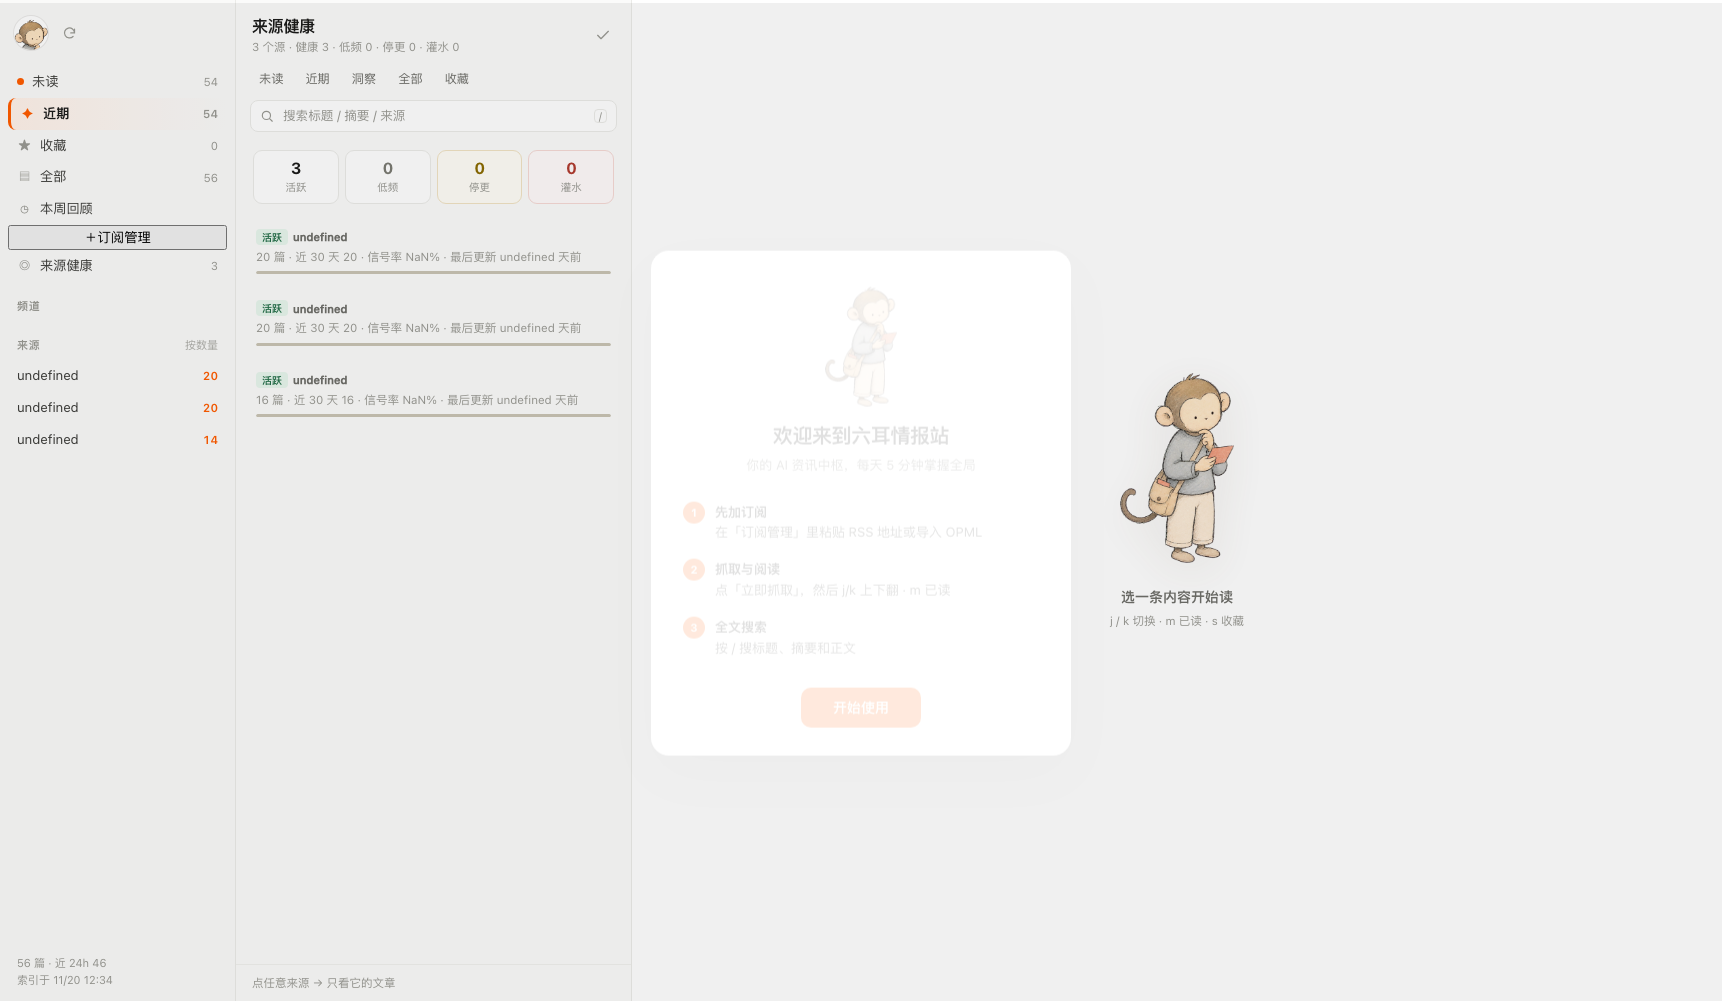 未读 54
近期 54
收藏 0
全部 56
本周回顾
+订阅管理
来源健康 3
频道
来源 按数量
undefined 20
undefined 20
undefined 14
56 篇 · 近 24h 46
索引于 11/20 12:34
来源健康
3 个源 · 健康 3 · 低频 0 · 停更 0 · 灌水 0
未读 近期 洞察 全部 收藏
搜索标题 / 摘要 / 来源 /
3 0 0 0
活跃 低频 停更 灌水
活跃 undefined
20 篇 · 近 30 天 20 · 信号率 NaN% · 最后更新 undefined 天前
活跃 undefined
20 篇 · 近 30 天 20 · 信号率 NaN% · 最后更新 undefined 天前
活跃 undefined
16 篇 · 近 30 天 16 · 信号率 NaN% · 最后更新 undefined 天前
点任意来源 → 只看它的文章
欢迎来到六耳情报站
你的 AI 资讯中枢，每天 5 分钟掌握全局
1 先加订阅
在「订阅管理」里粘贴 RSS 地址或导入 OPML
2 抓取与阅读
点「立即抓取」，然后 j/k 上下翻 · m 已读
3 全文搜索
按 / 搜标题、摘要和正文
开始使用
选一条内容开始读
j / k 切换 · m 已读 · s 收藏